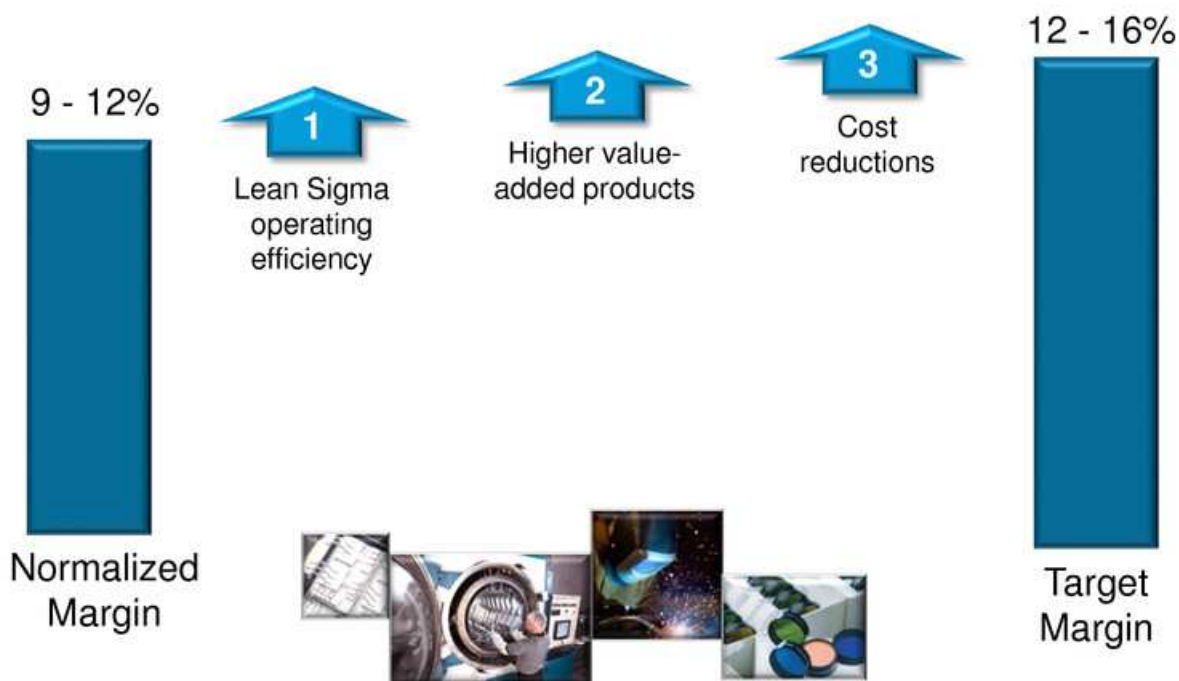 9 - 12%
1
Lean Sigma
operating
efficiency
2
Higher value-
added products
3
Cost
reductions
12 - 16%
Normalized
Margin
Target
Margin